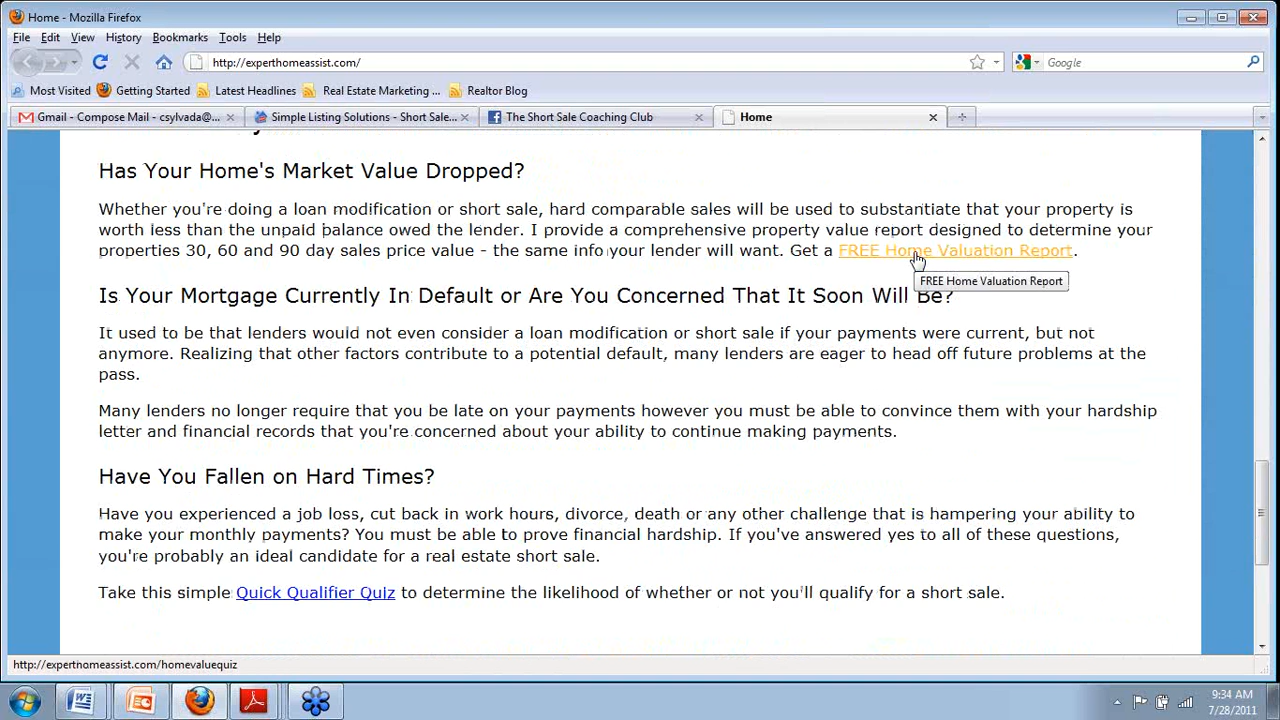 Home - Mozilla Firefox
File Edit View History Bookmarks Tools Help
http://experthomeassist.com/
Google
Most Visited Getting Started Latest Headlines Real Estate Marketing ... Realtor Blog
Gmail - Compose Mail - csylvada@... Simple Listing Solutions - Short Sale... The Short Sale Coaching Club Home
Has Your Home's Market Value Dropped?
Whether you're doing a loan modification or short sale, hard comparable sales will be used to substantiate that your property is
worth less than the unpaid balance owed the lender. I provide a comprehensive property value report designed to determine your
properties 30, 60 and 90 day sales price value - the same info your lender will want. Get a FREE Home Valuation Report.
FREE Home Valuation Report
Is Your Mortgage Currently In Default or Are You Concerned That It Soon Will Be?
It used to be that lenders would not even consider a loan modification or short sale if your payments were current, but not
anymore. Realizing that other factors contribute to a potential default, many lenders are eager to head off future problems at the
pass.
Many lenders no longer require that you be late on your payments however you must be able to convince them with your hardship
letter and financial records that you're concerned about your ability to continue making payments.
Have You Fallen on Hard Times?
Have you experienced a job loss, cut back in work hours, divorce, death or any other challenge that is hampering your ability to
make your monthly payments? You must be able to prove financial hardship. If you've answered yes to all of these questions,
you're probably an ideal candidate for a real estate short sale.
Take this simple Quick Qualifier Quiz to determine the likelihood of whether or not you'll qualify for a short sale.
http://experthomeassist.com/homevaluequiz
9:34 AM
7/28/2011